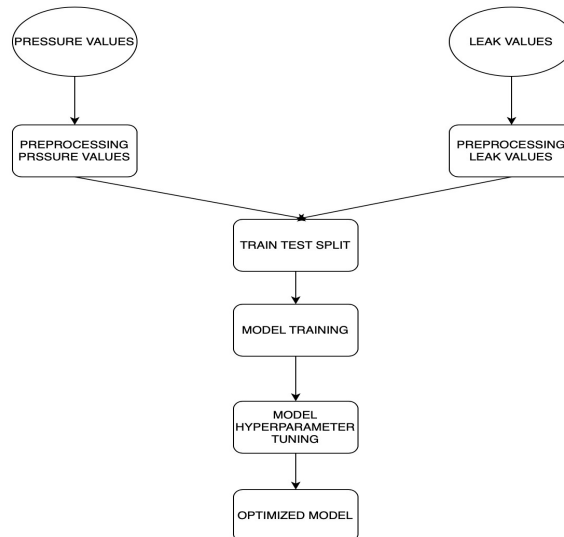 PRESSURE VALUES
LEAK VALUES
PREPROCESSING
PRSSURE VALUES
PREPROCESSING
LEAK VALUES
TRAIN TEST SPLIT
MODEL TRAINING
MODEL
HYPERPARAMETER
TUNING
OPTIMIZED MODEL